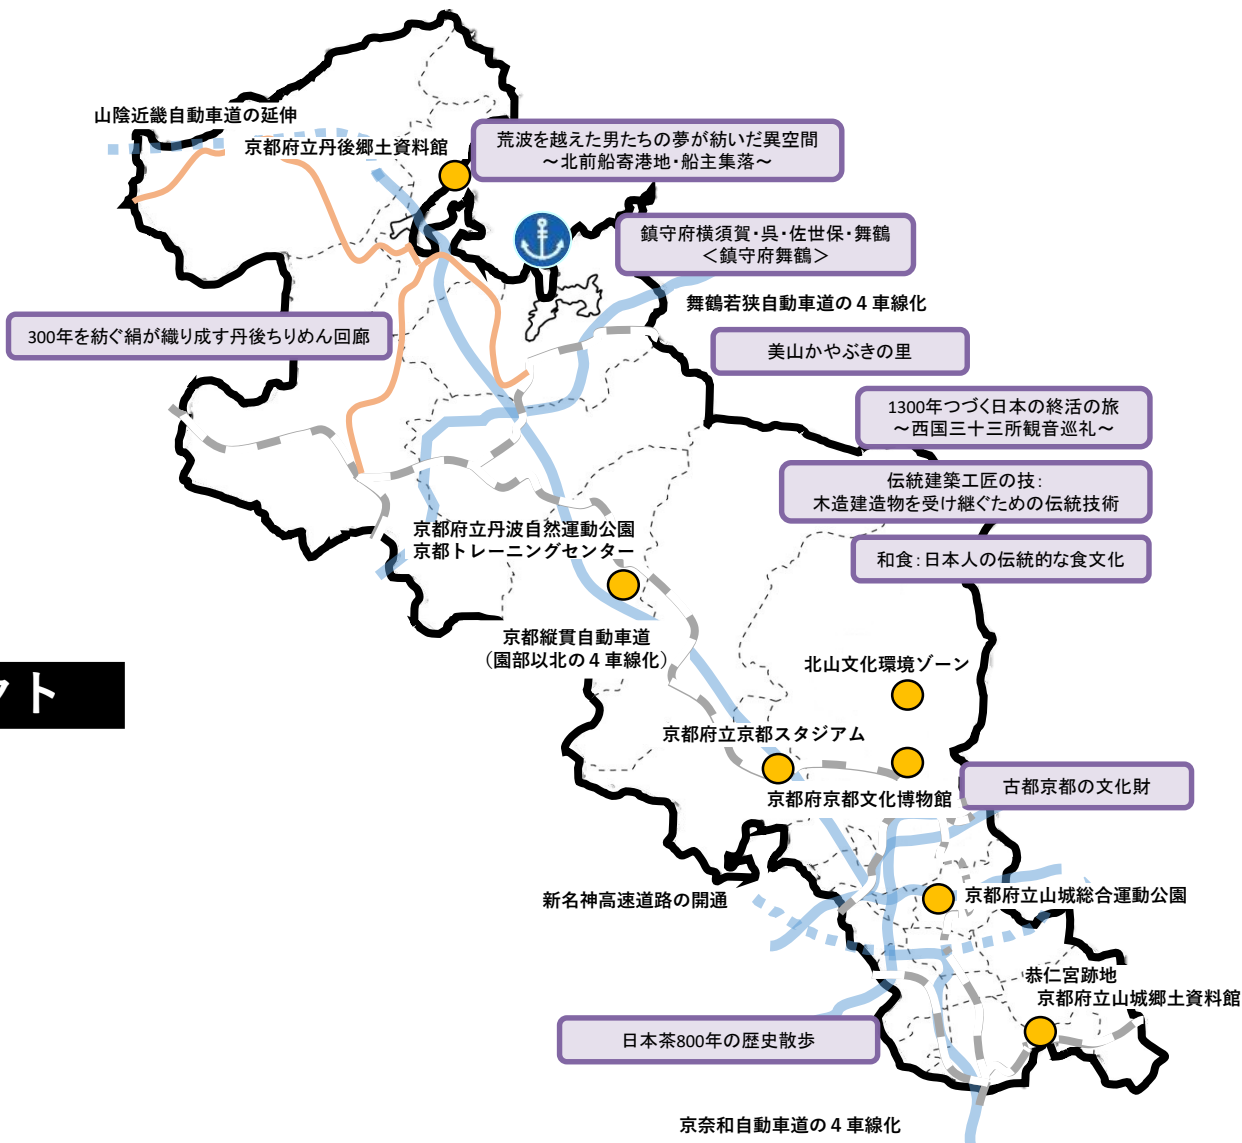 山陰近畿自動車道の延伸
京都府立丹後郷土資料館
荒波を越えた男たちの夢が紡いだ異空間
～北前船寄港地・船主集落～
鎮守府横須賀・呉・佐世保・舞鶴
＜鎮守府舞鶴＞
舞鶴若狭自動車道の４車線化
300年を紡ぐ絹が織り成す丹後ちりめん回廊
美山かやぶきの里
1300年つづく日本の終活の旅
～西国三十三所観音巡礼～
伝統建築工匠の技：
木造建造物を受け継ぐための伝統技術
京都府立丹波自然運動公園
京都トレーニングセンター
和食：日本人の伝統的な食文化
京都縦貫自動車道
（園部以北の４車線化）
北山文化環境ゾーン
クト
京都府立京都スタジアム
古都京都の文化財
京都府京都文化博物館
新名神高速道路の開通
京都府立山城総合運動公園
恭仁宮跡地
京都府立山城郷土資料館
日本茶800年の歴史散歩
京奈和自動車道の４車線化